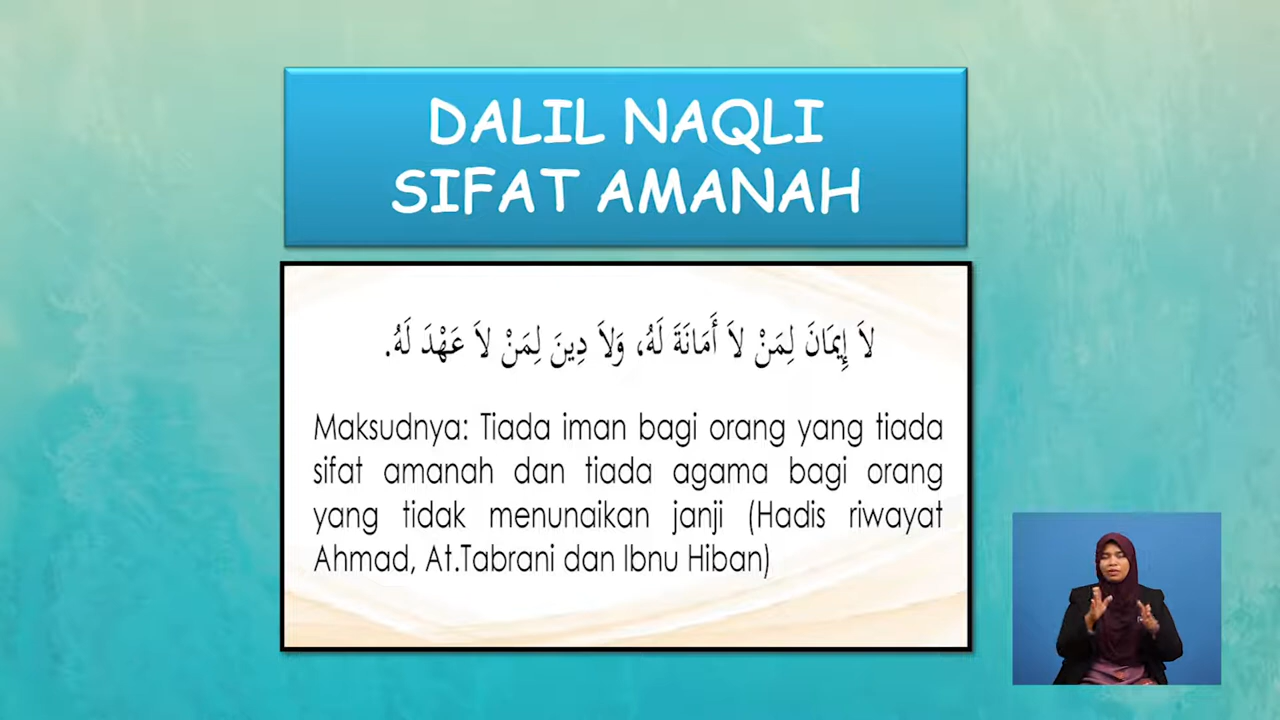 DALIL NAQLI
SIFAT AMANAH
لاَ إِيمَانَ لِمَنْ لاَ أَمَانَةَ لَهُ، وَلاَ دِينَ لِمَنْ لاَ عَهْدَ لَهُ.
Maksudnya: Tiada iman bagi orang yang tiada
sifat amanah dan tiada agama bagi orang
yang tidak menunaikan janji (Hadis riwayat
Ahmad, At.Tabrani dan Ibnu Hiban)